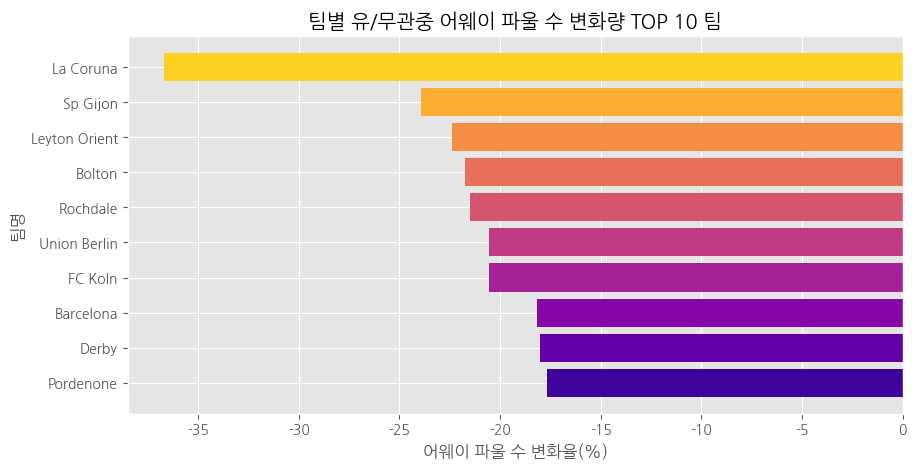 팀별 유/무관중 어웨이 파울 수 변화량 TOP 10 팀
팀명
La Coruna
Sp Gijon
Leyton Orient
Bolton
Rochdale
Union Berlin
FC Koln
Barcelona
Derby
Pordenone
-35 -30 -25 -20 -15 -10 -5 0
어웨이 파울 수 변화율(%)